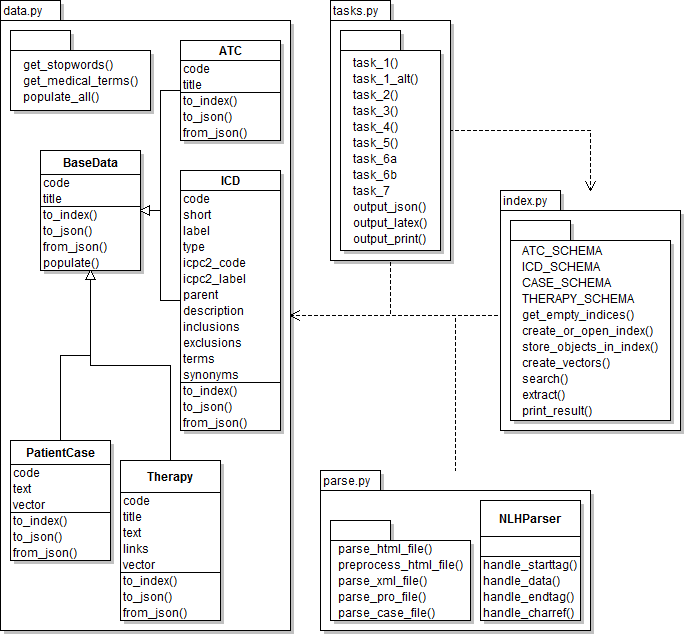 data.py
get_stopwords()
get_medical_terms()
populate_all()
ATC
code
title
to_index()
to_json()
from_json()
BaseData
code
title
to_index()
to_json()
from_json()
populate()
ICD
code
short
label
type
icpc2_code
icpc2_label
parent
description
inclusions
exclusions
terms
synonyms
to_index()
to_json()
from_json()
PatientCase
code
text
vector
to_index()
to_json()
from_json()
Therapy
code
title
text
links
vector
to_index()
to_json()
from_json()
tasks.py
task_1()
task_1_alt()
task_2()
task_3()
task_4()
task_5()
task_6a
task_6b
task_7
output_json()
output_latex()
output_print()
index.py
ATC_SCHEMA
ICD_SCHEMA
CASE_SCHEMA
THERAPY_SCHEMA
get_empty_indices()
create_or_open_index()
store_objects_in_index()
create_vectors()
search()
extract()
print_result()
parse.py
parse_html_file()
preprocess_html_file()
parse_xml_file()
parse_pro_file()
parse_case_file()
NLHParser
handle_starttag()
handle_data()
handle_endtag()
handle_charref()